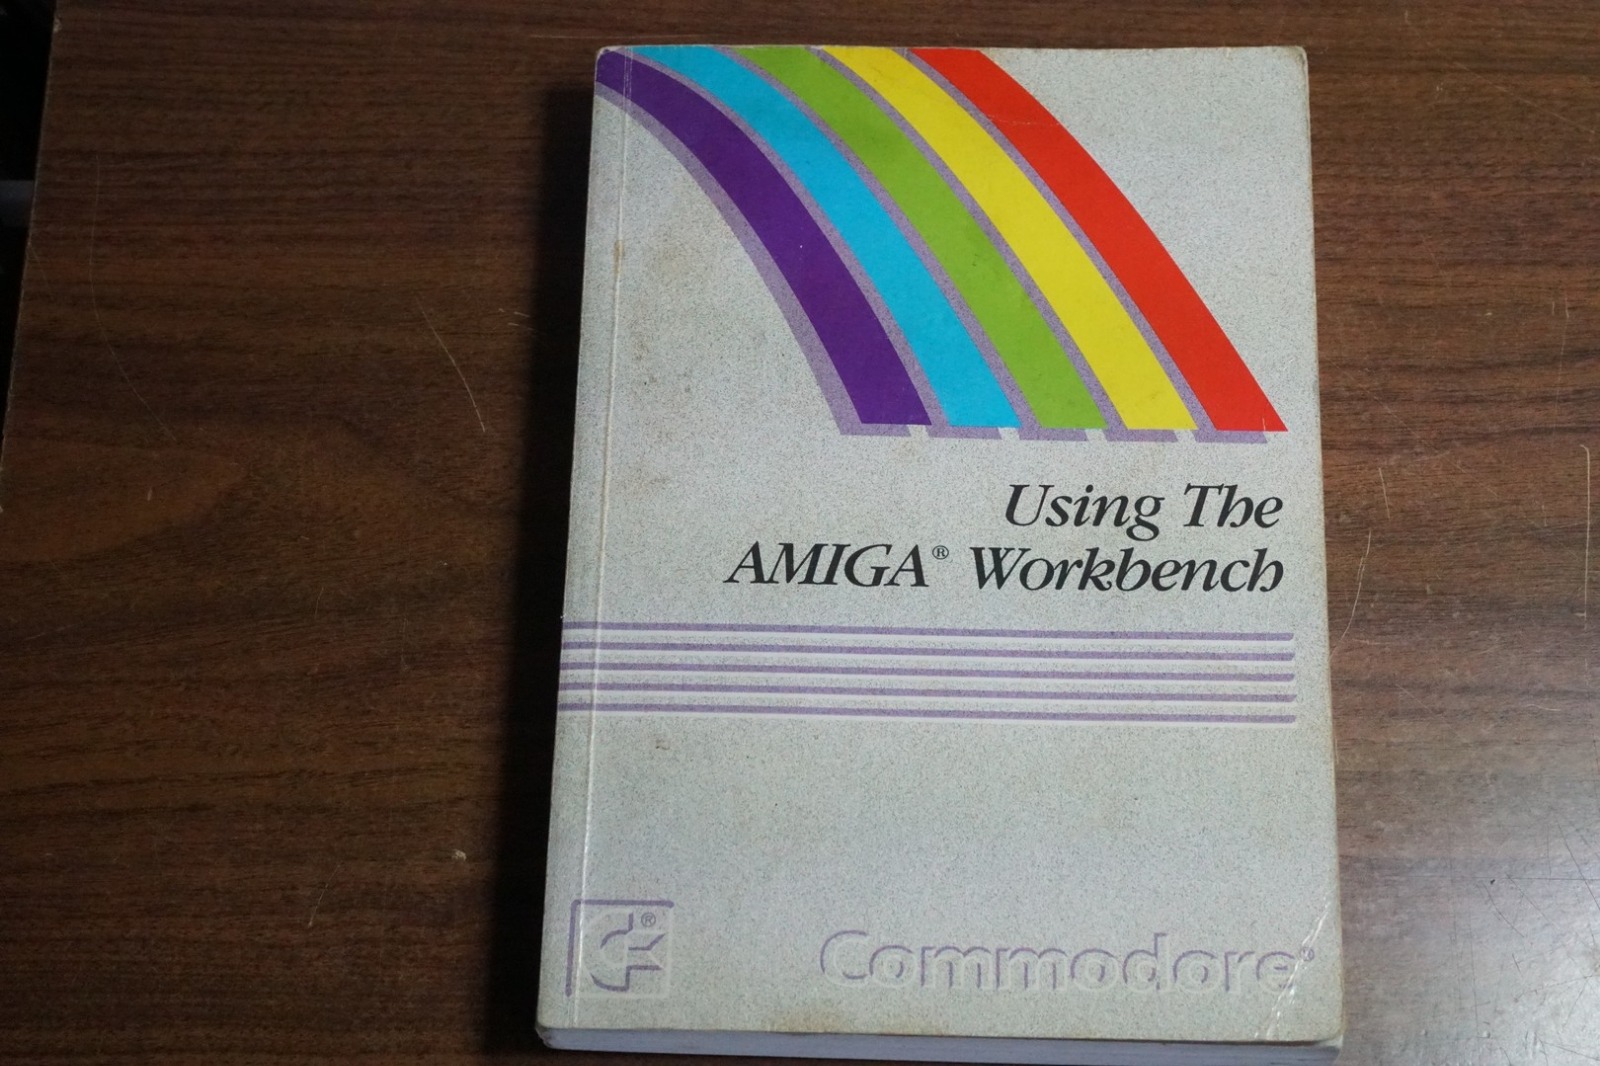 Using The
AMIGA® Workbench
®
Commodore®